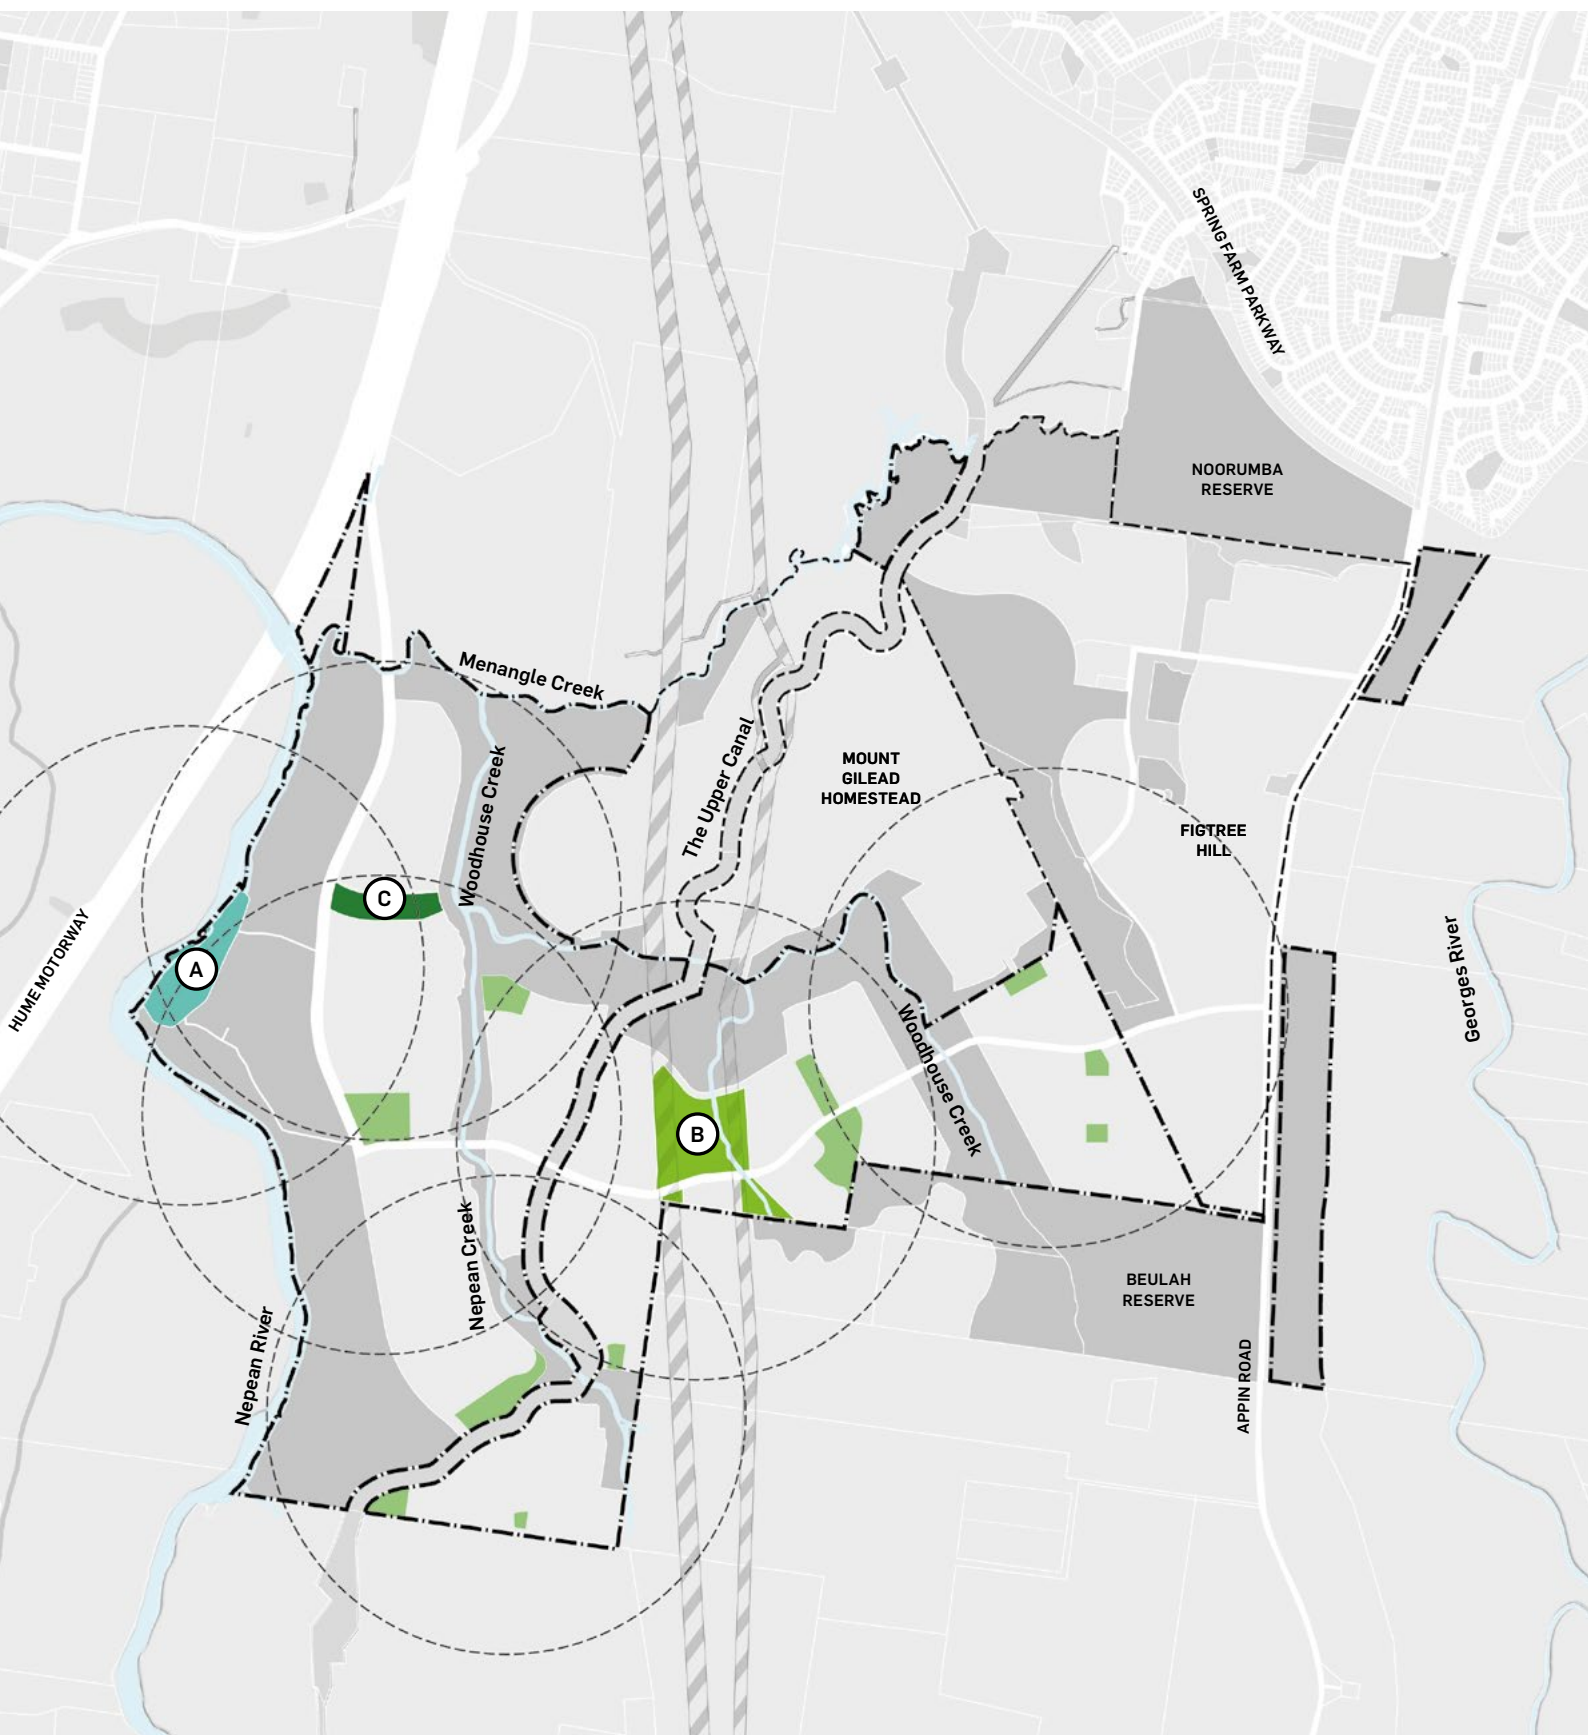 SPRING FARM PARKWAY
NOORUMBA
RESERVE
Menangle Creek
The Upper Canal
Woodhouse Creek
MOUNT
GILEAD
HOMESTEAD
FIGTREE
HILL
C
A
HUME MOTORWAY
Georges River
Woodhouse Creek
B
Nepean Creek
BEULAH
RESERVE
Nepean River
APPIN ROAD